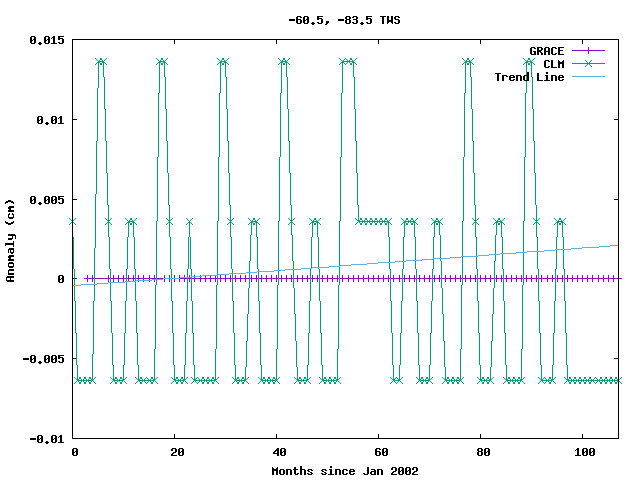 -60.5, -83.5 TWS
0.015
0.01
0.005
0
-0.005
-0.01
Anomaly (cm)
GRACE
CLM
Trend Line
0 20 40 60 80 100
Months since Jan 2002